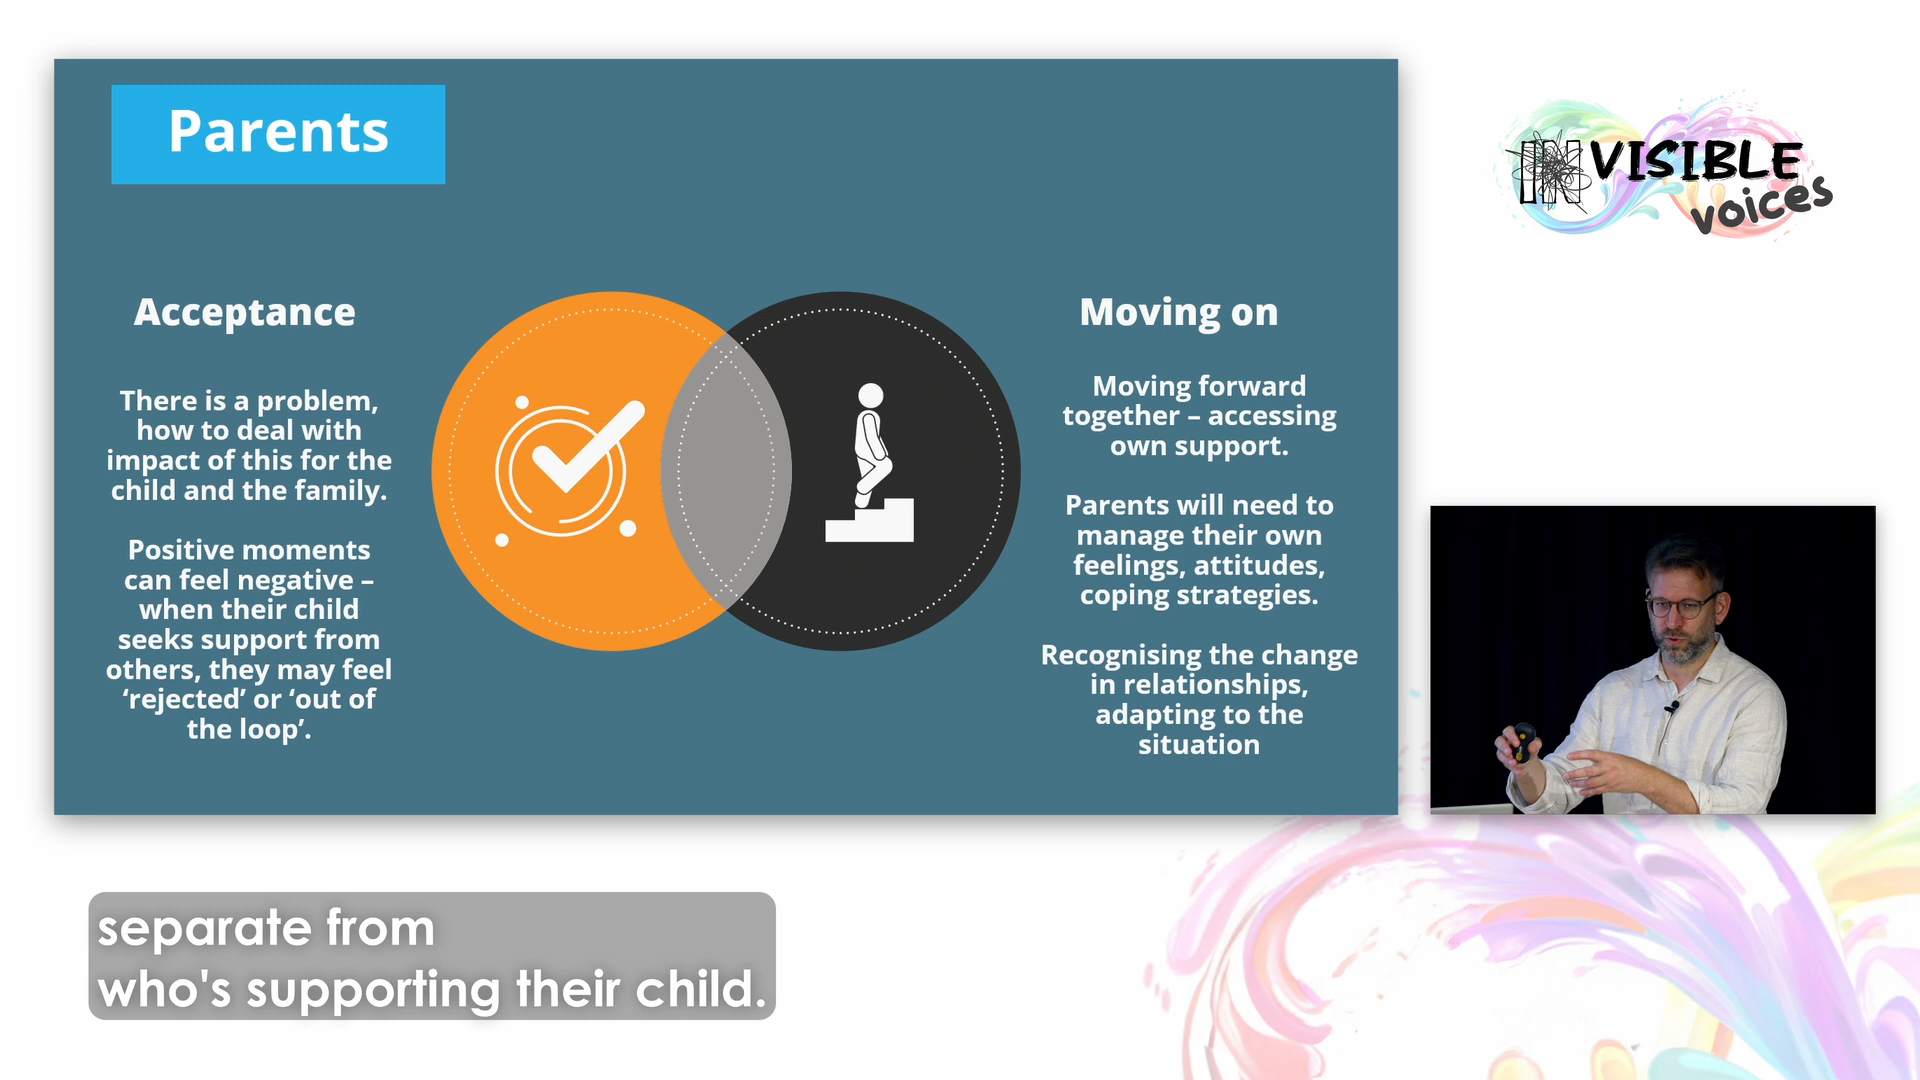 Parents
INVISIBLE
voices
Acceptance
There is a problem,
how to deal with
impact of this for the
child and the family.
Positive moments
can feel negative –
when their child
seeks support from
others, they may feel
‘rejected’ or ‘out of
the loop’.
Moving on
Moving forward
together – accessing
own support.
Parents will need to
manage their own
feelings, attitudes,
coping strategies.
Recognising the change
in relationships,
adapting to the
situation
separate from
who's supporting their child.